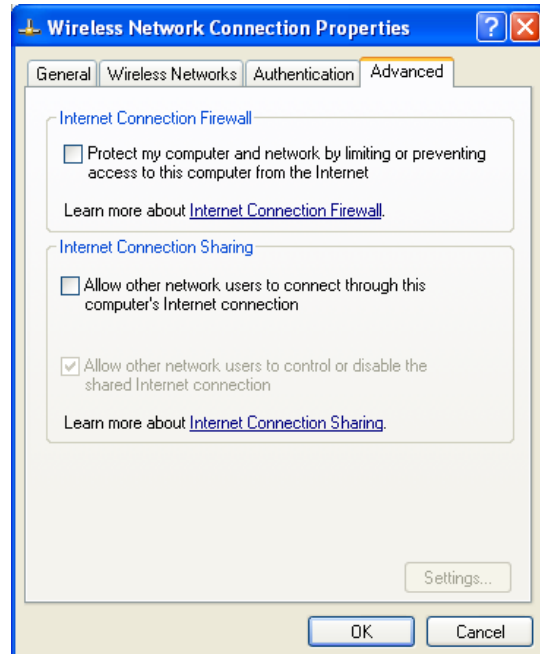 Wireless Network Connection Properties
General Wireless Networks Authentication Advanced
Internet Connection Firewall
Protect my computer and network by limiting or preventing
access to this computer from the Internet
Learn more about Internet Connection Firewall.
Internet Connection Sharing
Allow other network users to connect through this
computer's Internet connection
Allow other network users to control or disable the
shared Internet connection
Learn more about Internet Connection Sharing.
Settings...
OK Cancel